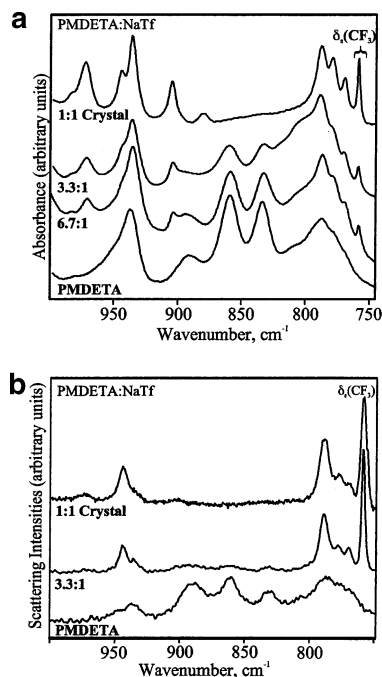 a
PMDETA:NaTf
δs(CF3)
1:1 Crystal
3.3:1
6.7:1
PMDETA
Absorbance (arbitrary units)
950 900 850 800 750
Wavenumber, cm-1
b
PMDETA:NaTf
δs(CF3)
1:1 Crystal
3.3:1
PMDETA
Scattering Intensities (arbitrary units)
950 900 850 800
Wavenumber, cm-1